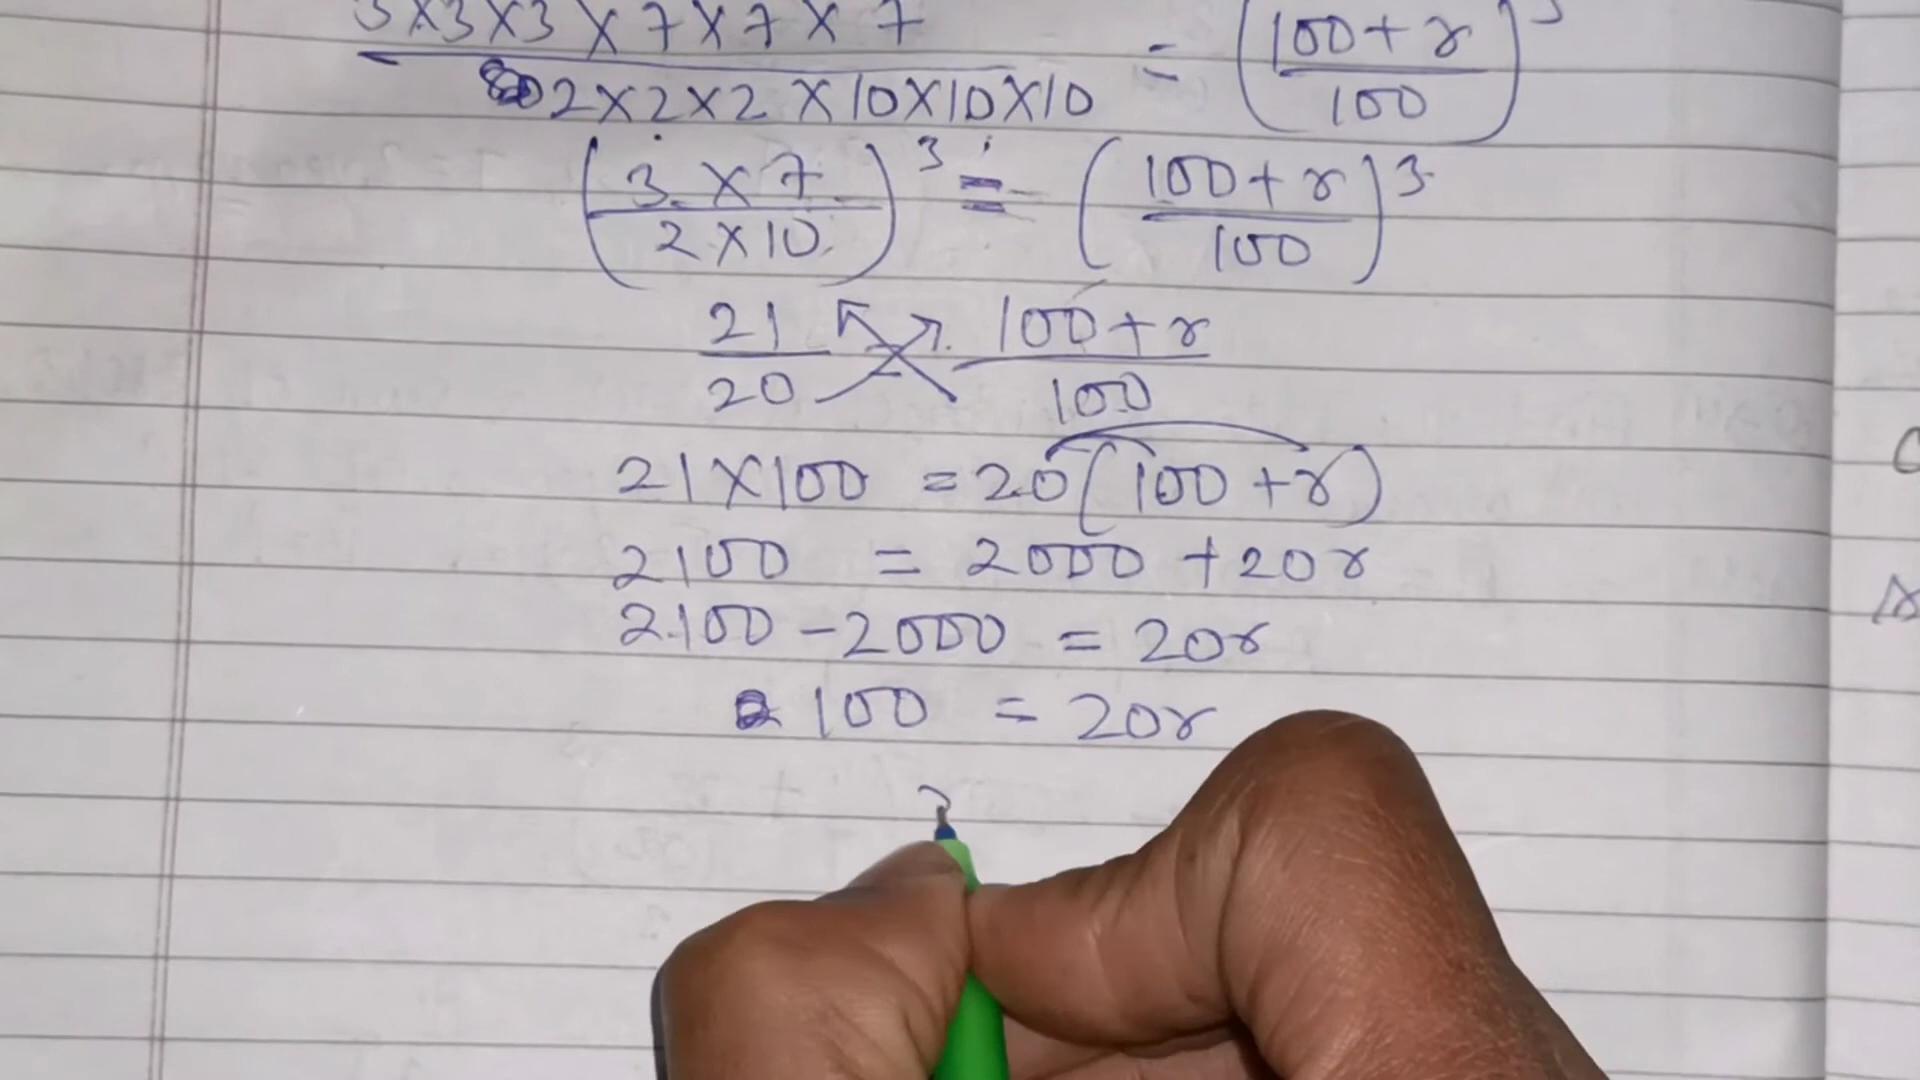 3×3×3×7×7×7 / 2×2×2×10×10×10 = (100+r / 100)³
(3×7 / 2×10)³ = (100+r / 100)³
21 / 20 = 100+r / 100
21×100 = 20(100+r)
2100 = 2000+20r
2100-2000 = 20r
100 = 20r